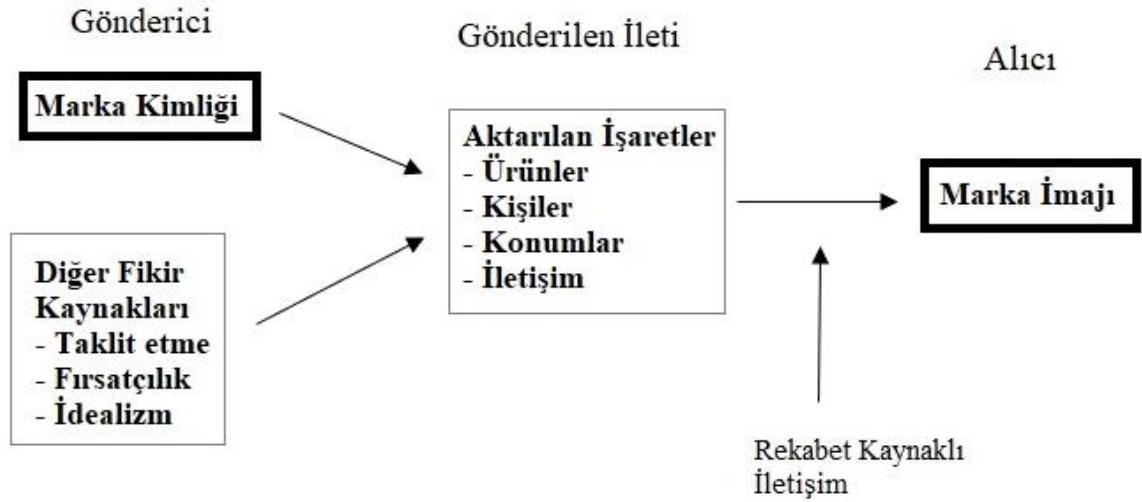 Gönderici
Gönderilen İleti
Alıcı
Marka Kimliği
Aktarılan İşaretler
- Ürünler
- Kişiler
- Konumlar
- İletişim
Marka İmajı
Diğer Fikir
Kaynakları
- Taklit etme
- Fırsatçılık
- İdealizm
Rekabet Kaynaklı
İletişim